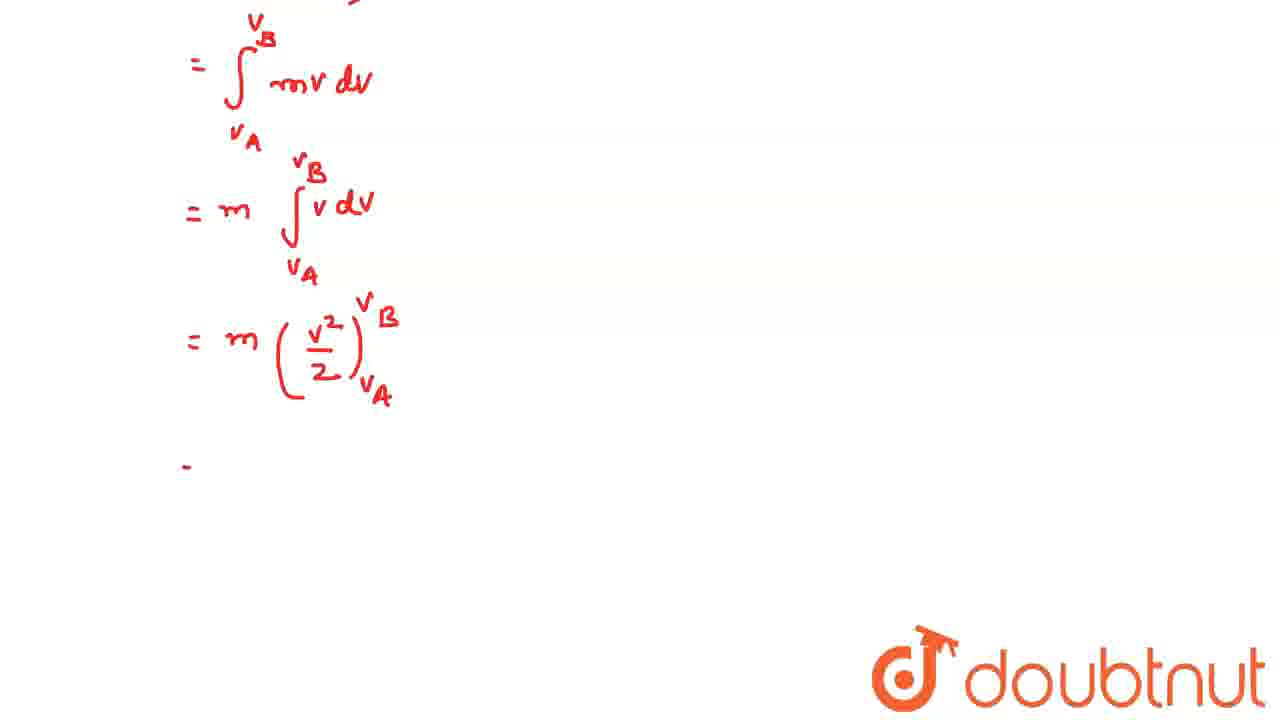 = ∫_{v_A}^{v_B} mv dv
= m ∫_{v_A}^{v_B} v dv
= m (v²/2)_{v_A}^{v_B}
-
doubtnut